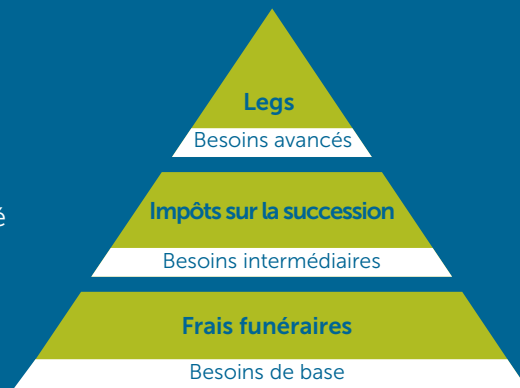 Legs
Besoins avancés
é
Impôts sur la succession
Besoins intermédiaires
Frais funéraires
Besoins de base